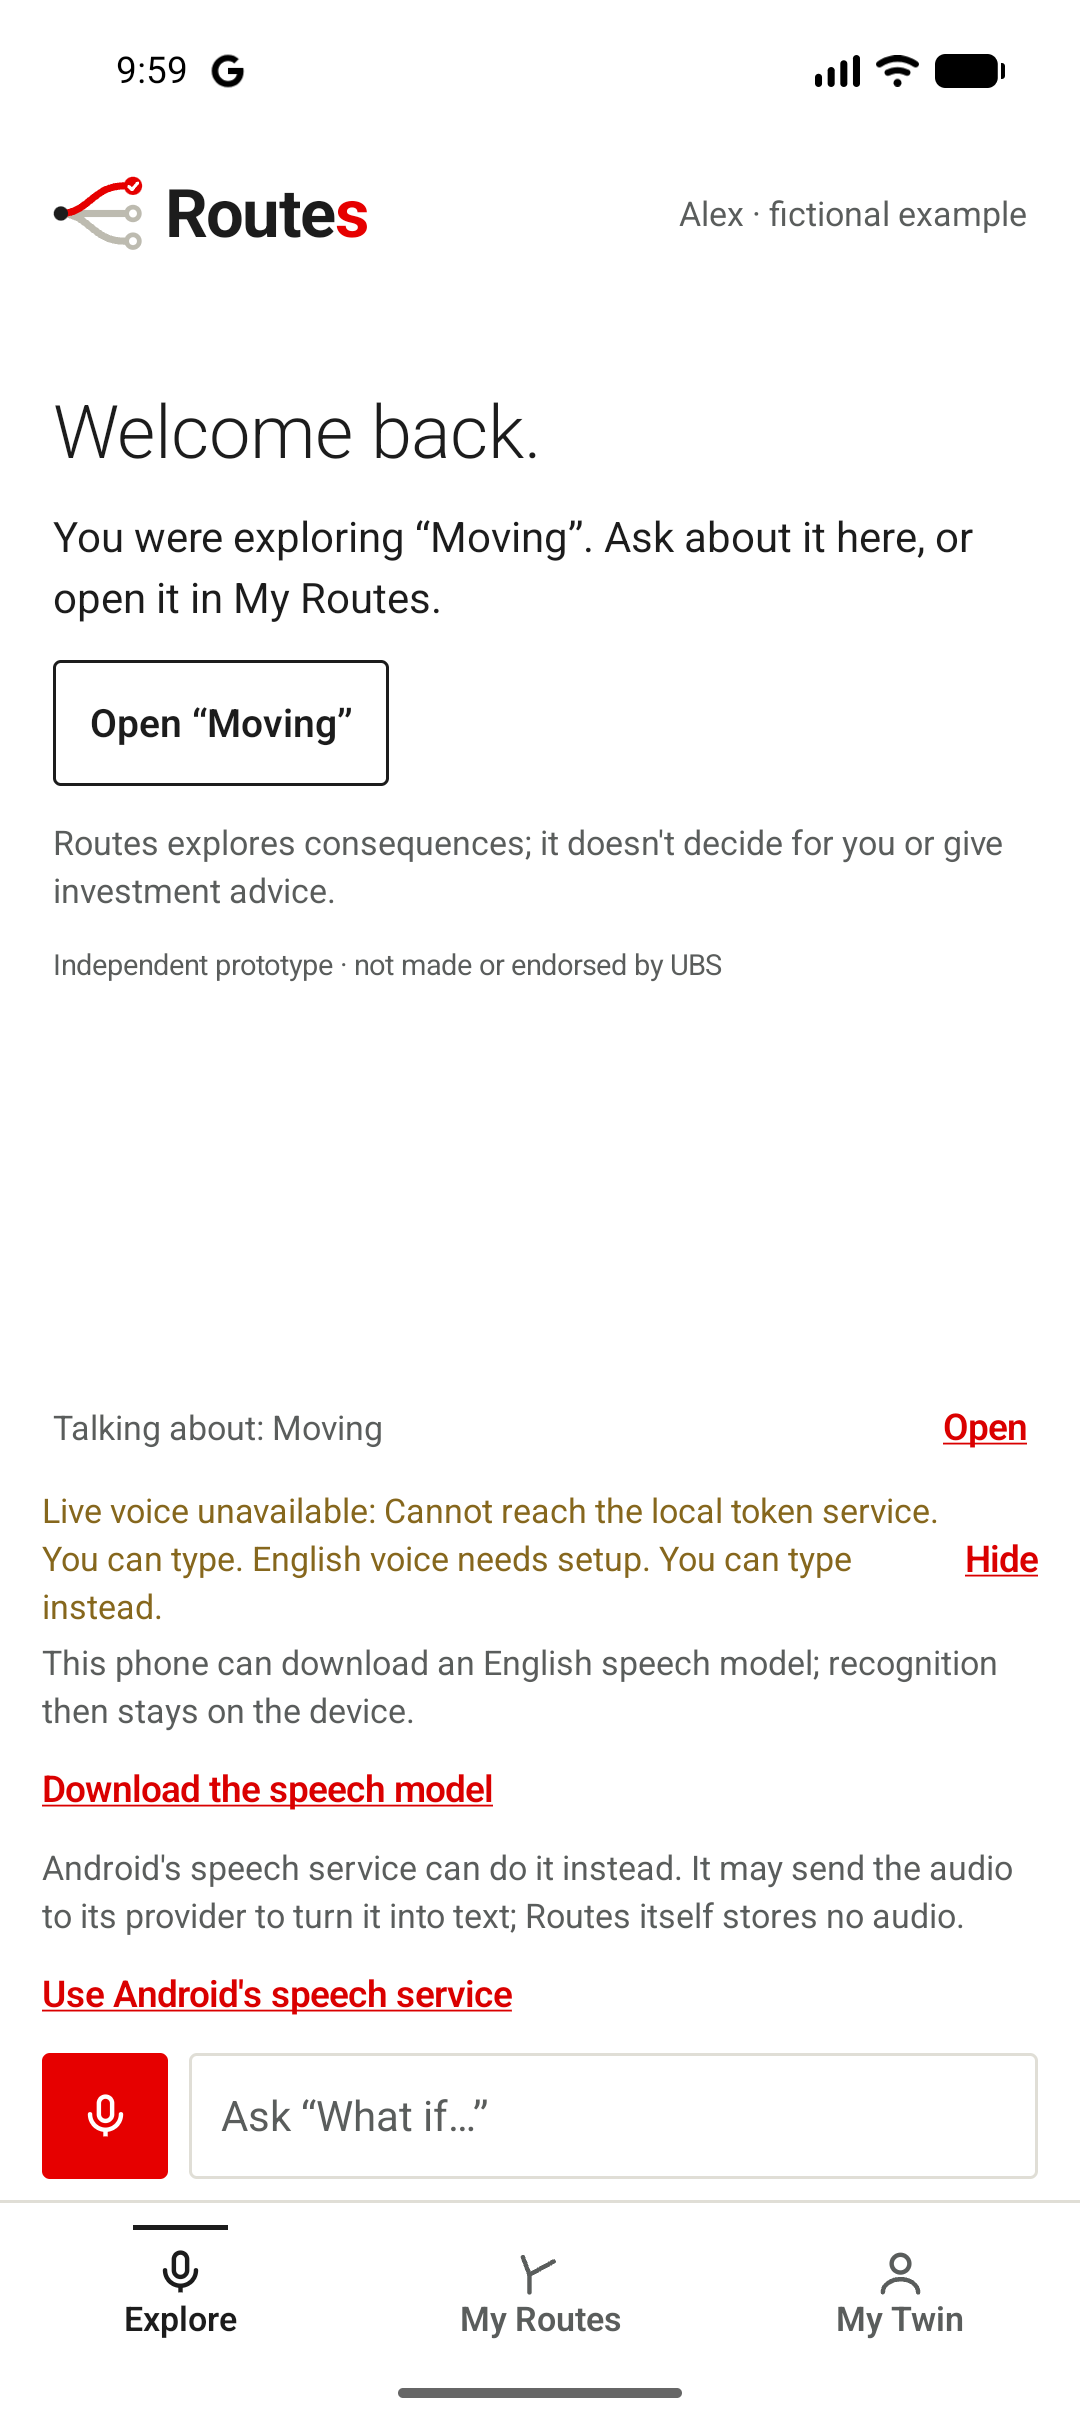 9:59
Routes
Alex · fictional example
Welcome back.
You were exploring “Moving”. Ask about it here, or
open it in My Routes.
Open “Moving”
Routes explores consequences; it doesn't decide for you or give
investment advice.
Independent prototype · not made or endorsed by UBS
Talking about: Moving
Open
Live voice unavailable: Cannot reach the local token service.
You can type. English voice needs setup. You can type
instead.
Hide
This phone can download an English speech model; recognition
then stays on the device.
Download the speech model
Android's speech service can do it instead. It may send the audio
to its provider to turn it into text; Routes itself stores no audio.
Use Android's speech service
Ask “What if…”
Explore
My Routes
My Twin